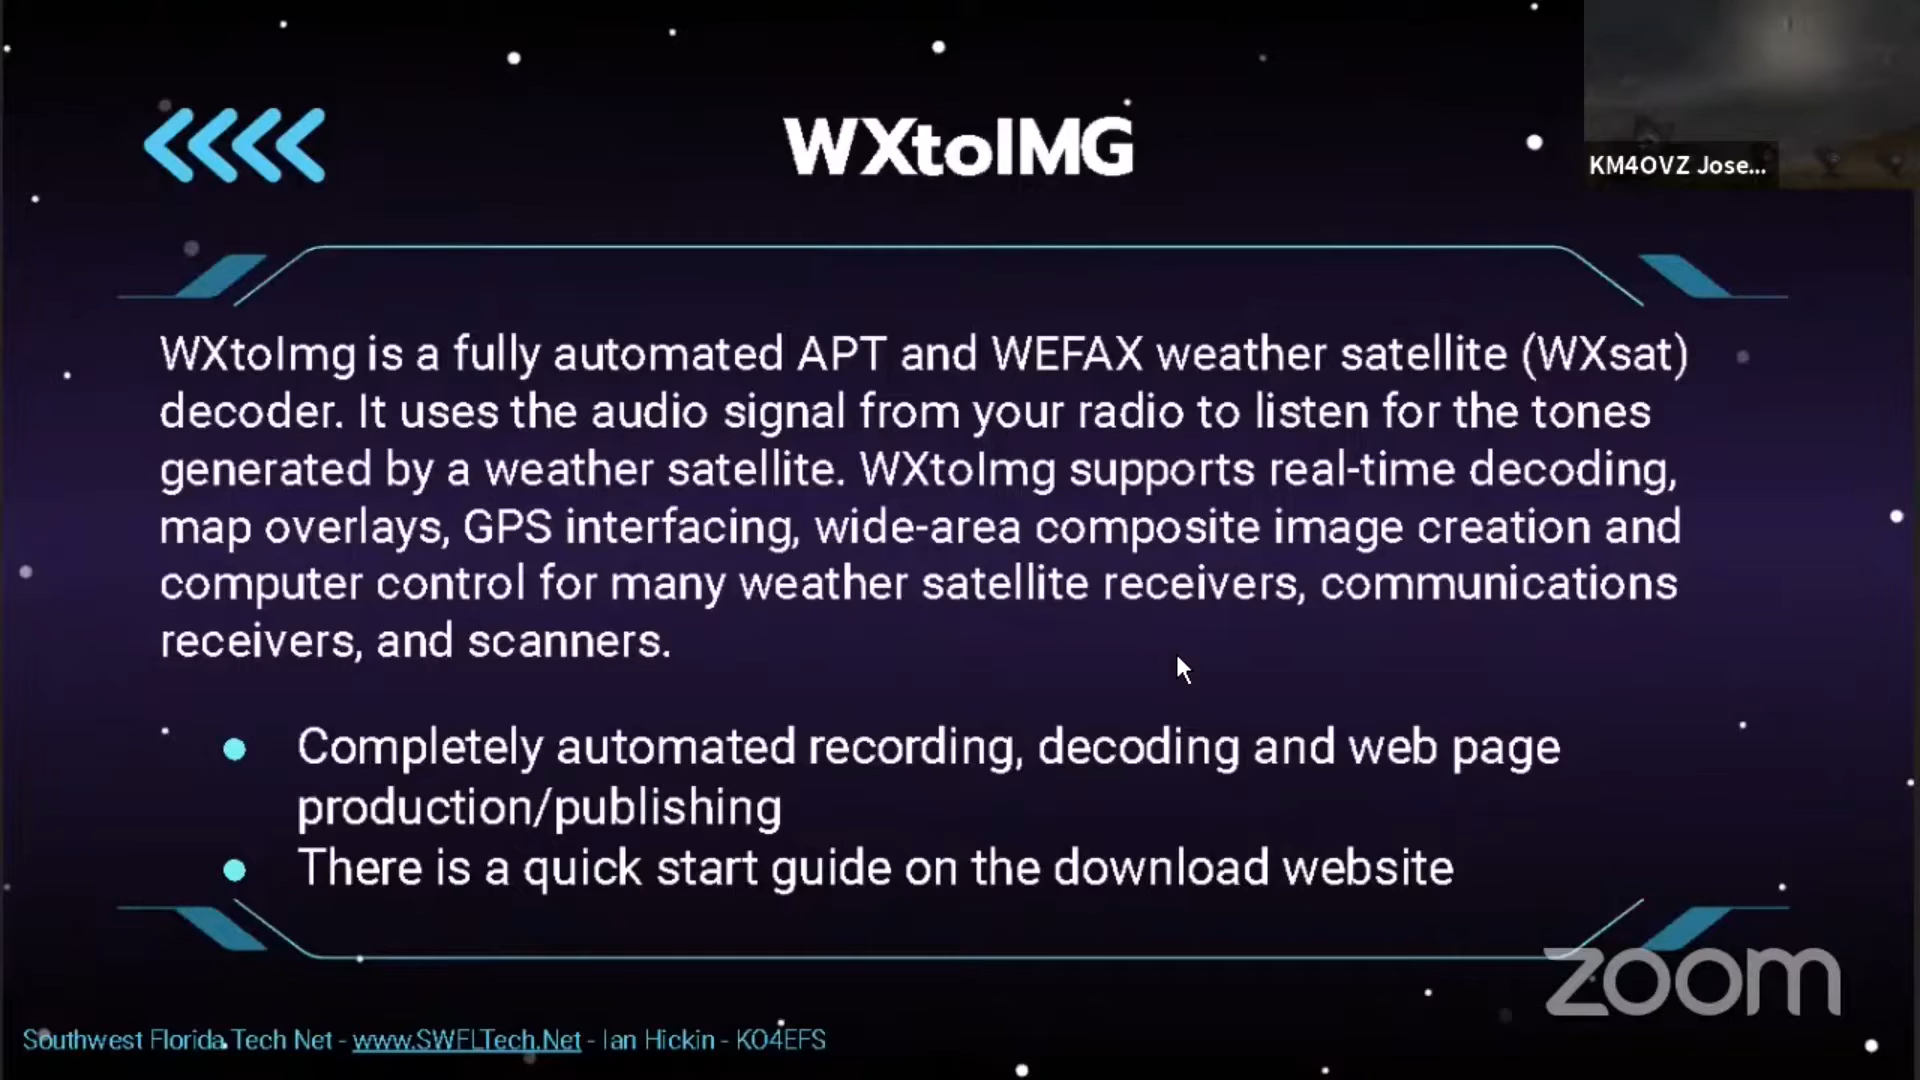 WXtoIMG
KM4OVZ Jose...
WXtoImg is a fully automated APT and WEFAX weather satellite (WXsat)
decoder. It uses the audio signal from your radio to listen for the tones
generated by a weather satellite. WXtoImg supports real-time decoding,
map overlays, GPS interfacing, wide-area composite image creation and
computer control for many weather satellite receivers, communications
receivers, and scanners.
● Completely automated recording, decoding and web page
production/publishing
● There is a quick start guide on the download website
zoom
Southwest Florida Tech Net - www.SWFLTech.Net - Ian Hickin - KO4EFS